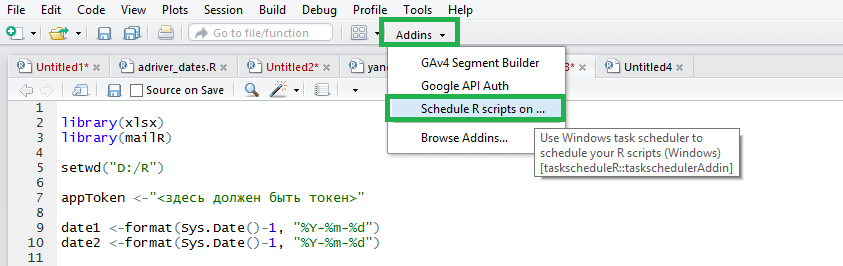 File Edit Code View Plots Session Build Debug Profile Tools Help
Go to file/function Addins
Untitled1* adriver_dates.R Untitled2* yan 3* Untitled4
Source on Save
GAv4 Segment Builder
Google API Auth
Schedule R scripts on ...
Browse Addins...
Use Windows task scheduler to
schedule your R scripts (Windows)
[taskscheduleR::taskschedulerAddin]
1
2 library(xlsx)
3 library(mailR)
4
5 setwd("D:/R")
6
7 appToken <-"<здесь должен быть токен>"
8
9 date1 <-format(Sys.Date()-1, "%Y-%m-%d")
10 date2 <-format(Sys.Date()-1, "%Y-%m-%d")
11